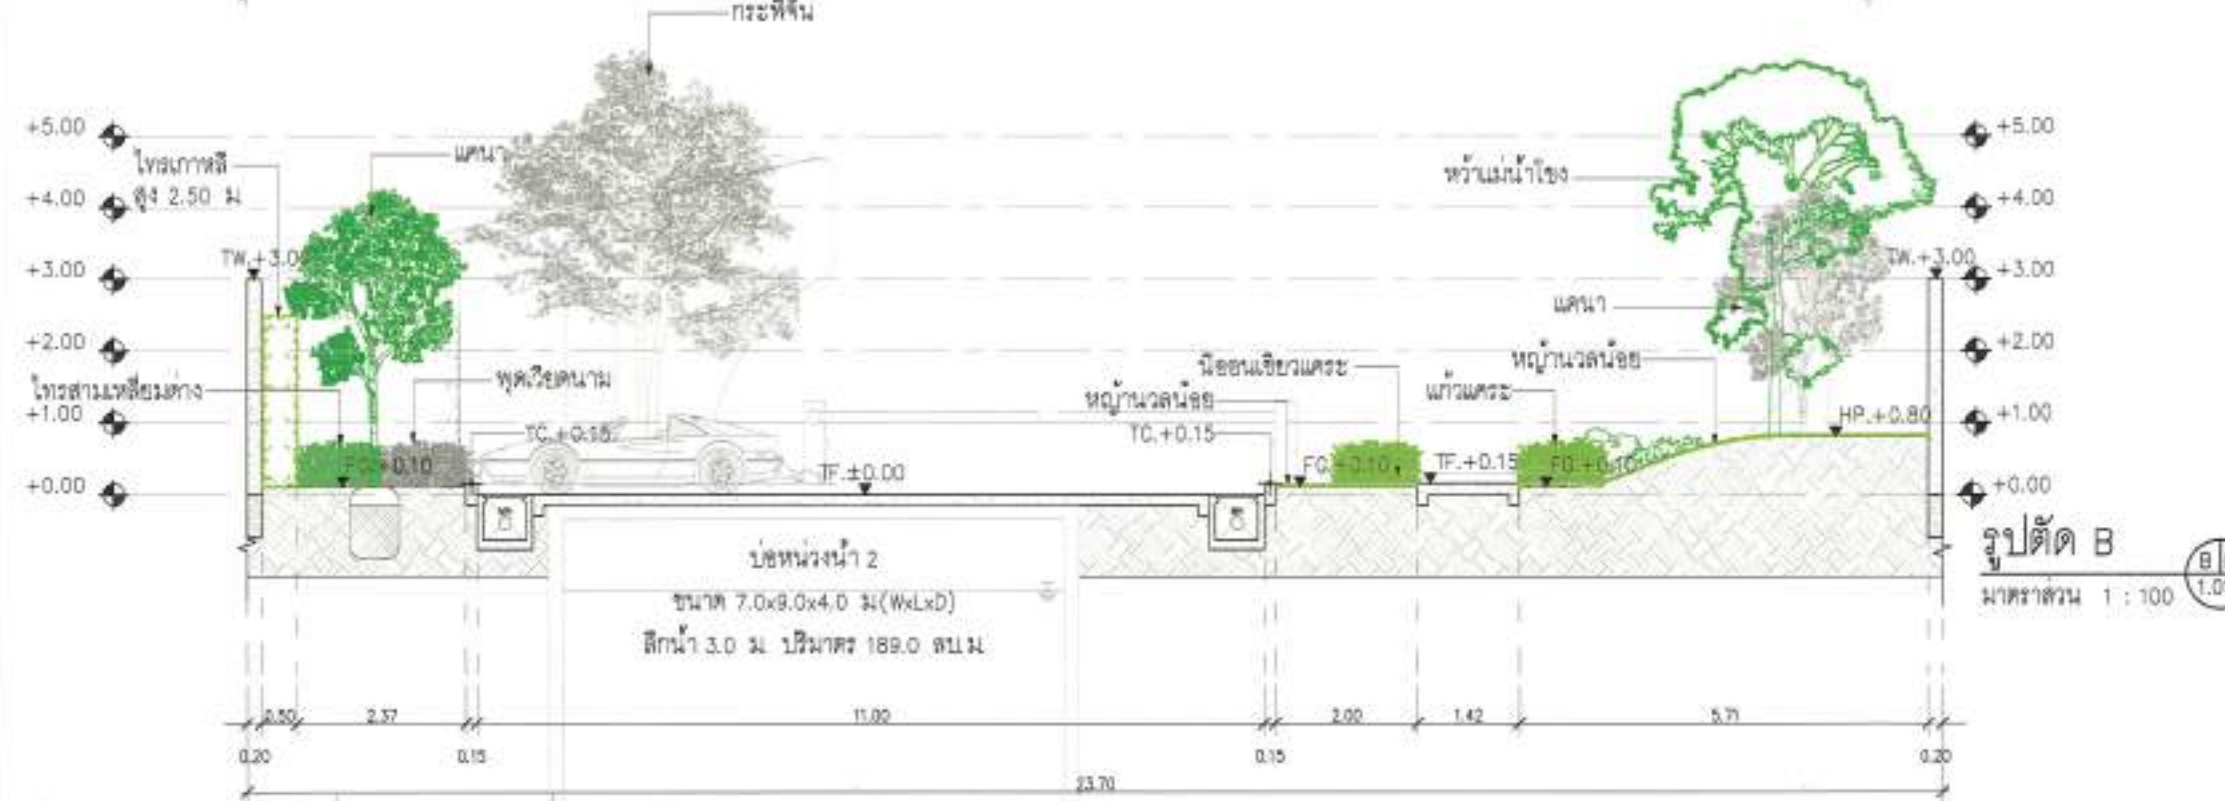 กระพี้จั่น
+5.00
+5.00
ไทรเกาหลี
แคนา
หว้าแม่น้ำโขง
สูง 2.50 ม.
+4.00
+4.00
TW.+3.00
TW.+3.00
+3.00
+3.00
แคนา
+2.00
+2.00
นีออนเขียวแคระ
หญ้านวลน้อย
ไทรสามเหลี่ยมด่าง
พุดเวียดนาม
หญ้านวลน้อย
แก้วแคระ
+1.00
+1.00
HP.+0.80
TC.+0.15
TC.+0.15
FG.+0.10
TF.±0.00
FG.+0.10
TF.+0.15
FG.+0.10
+0.00
+0.00
บ่อหน่วงน้ำ 2
ขนาด 7.0x9.0x4.0 ม.(WxLxD)
ลึกน้ำ 3.0 ม. ปริมาตร 189.0 ลบ.ม.
รูปตัด B
B
มาตราส่วน 1 : 100
0.50
2.37
11.00
2.00
1.42
5.71
0.20
0.15
0.15
0.20
23.70